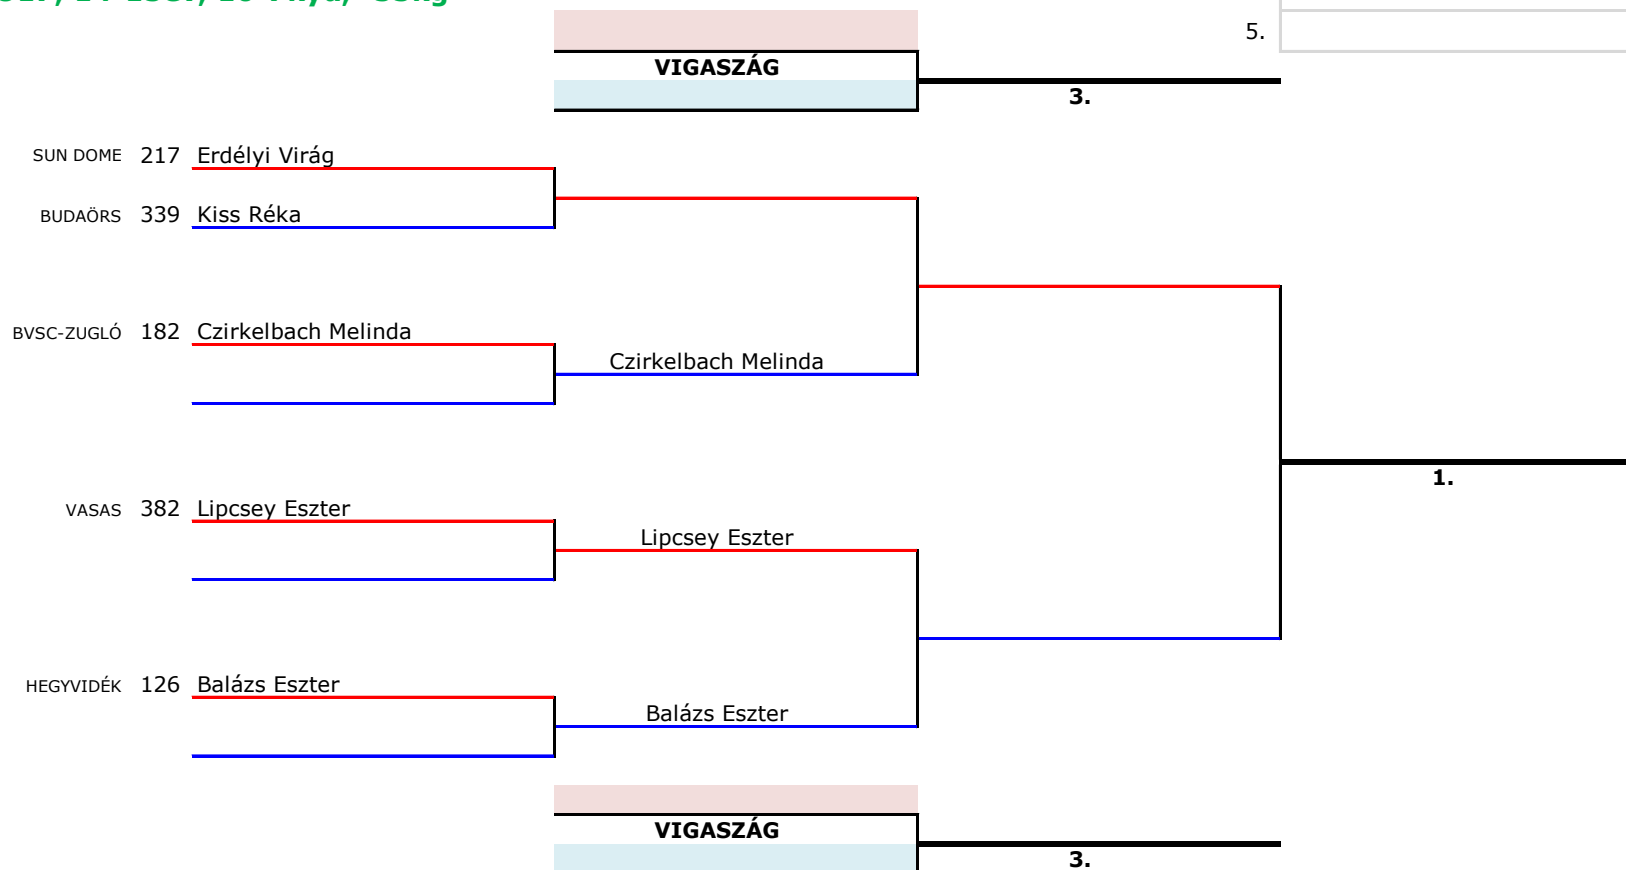 5.
VIGASZÁG
3.
SUN DOME 217 Erdélyi Virág
BUDAÖRS 339 Kiss Réka
BVSC-ZUGLÓ 182 Czirkelbach Melinda
Czirkelbach Melinda
1.
VASAS 382 Lipcsey Eszter
Lipcsey Eszter
HEGYVIDÉK 126 Balázs Eszter
Balázs Eszter
VIGASZÁG
3.